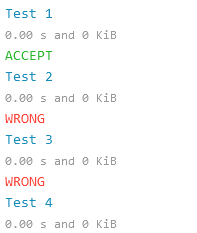 Test 1
0.00 s and 0 KiB
ACCEPT
Test 2
0.00 s and 0 KiB
WRONG
Test 3
0.00 s and 0 KiB
WRONG
Test 4
0.00 s and 0 KiB